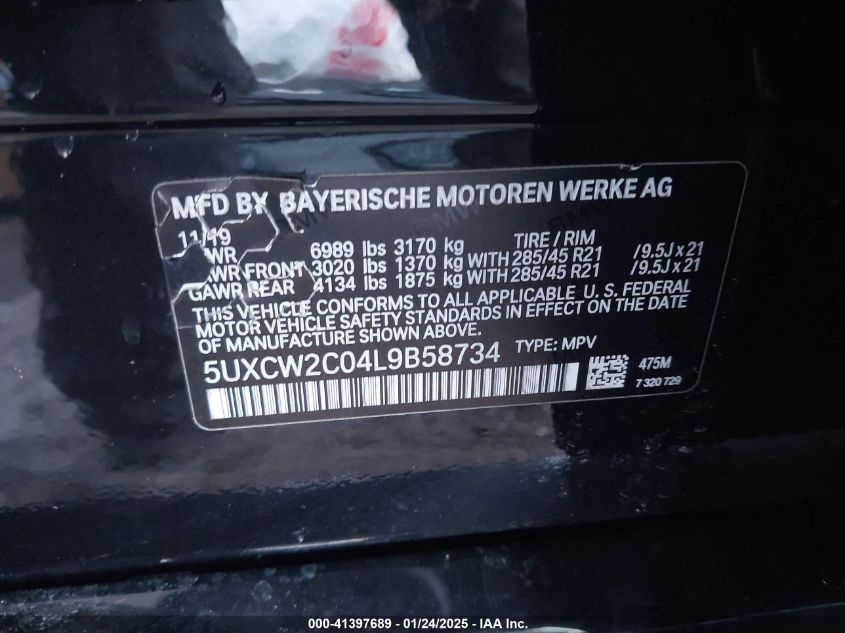 MFD BY BAYERISCHE MOTOREN WERKE AG
11/19
WR 6989 lbs 3170 kg TIRE / RIM
WR FRONT 3020 lbs 1370 kg WITH 285/45 R21 /9.5J x 21
GAWR REAR 4134 lbs 1875 kg WITH 285/45 R21 /9.5J x 21
THIS VEHICLE CONFORMS TO ALL APPLICABLE U. S. FEDERAL
MOTOR VEHICLE SAFETY STANDARDS IN EFFECT ON THE DATE
OF MANUFACTURE SHOWN ABOVE.
5UXCW2C04L9B58734 TYPE: MPV
475M
7 320 729
000-41397689 - 01/24/2025 - IAA Inc.